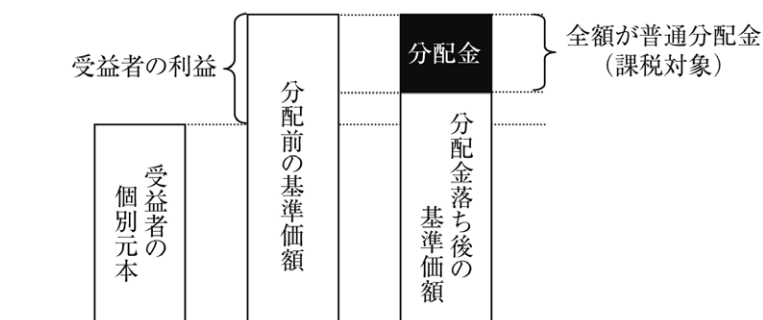 受益者の利益
分配金
全額が普通分配金
（課税対象）
受益者の
個別元本
分配前の基準価額
分配金落ち後の
基準価額